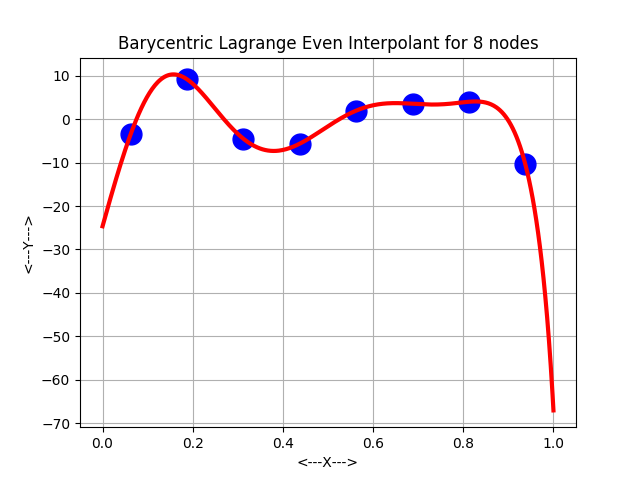 Barycentric Lagrange Even Interpolant for 8 nodes
10
0
−10
−20
−30
−40
−50
−60
−70
<---Y--->
0.0 0.2 0.4 0.6 0.8 1.0
<---X--->